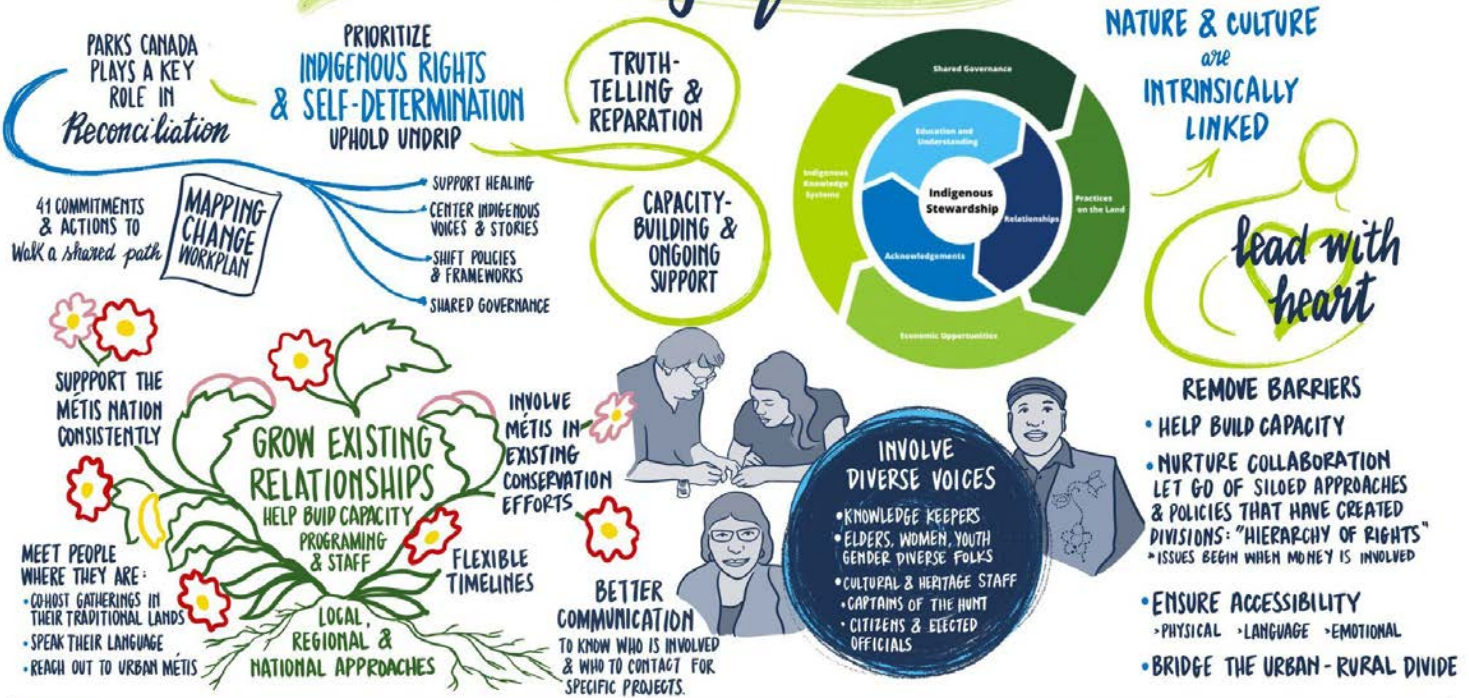 PARKS CANADA
PLAYS A KEY
ROLE IN
Reconciliation
PRIORITIZE
INDIGENOUS RIGHTS
& SELF-DETERMINATION
UPHOLD UNDRIP
TRUTH-
TELLING &
REPARATION
41 COMMITMENTS
& ACTIONS TO
Walk a shared path
MAPPING
CHANGE
WORKPLAN
SUPPORT HEALING
CENTER INDIGENOUS
VOICES & STORIES
SHIFT POLICIES
& FRAMEWORKS
SHARED GOVERNANCE
CAPACITY-
BUILDING &
ONGOING
SUPPORT
Shared Governance
Education and
Understanding
Indigenous
Knowledge
Systems
Indigenous
Stewardship
Relationships
Practices
on the Land
Acknowledgements
Economic Opportunities
NATURE & CULTURE
are
INTRINSICALLY
LINKED
lead with
heart
SUPPPORT THE
MÉTIS NATION
CONSISTENTLY
GROW EXISTING
RELATIONSHIPS
HELP BUID CAPACITY
PROGRAMING
& STAFF
INVOLVE
MÉTIS IN
EXISTING
CONSERVATION
EFFORTS
MEET PEOPLE
WHERE THEY ARE:
• COHOST GATHERINGS IN
THEIR TRADITIONAL LANDS
• SPEAK THEIR LANGUAGE
• REACH OUT TO URBAN MÉTIS
FLEXIBLE
TIMELINES
LOCAL,
REGIONAL &
NATIONAL APPROACHES
BETTER
COMMUNICATION
TO KNOW WHO IS INVOLVED
& WHO TO CONTACT FOR
SPECIFIC PROJECTS.
INVOLVE
DIVERSE VOICES
• KNOWLEDGE KEEPERS
• ELDERS, WOMEN, YOUTH
GENDER DIVERSE FOLKS
• CULTURAL & HERITAGE STAFF
• CAPTAINS OF THE HUNT
• CITIZENS & ELECTED
OFFICIALS
REMOVE BARRIERS
• HELP BUILD CAPACITY
• NURTURE COLLABORATION
LET GO OF SILOED APPROACHES
& POLICIES THAT HAVE CREATED
DIVISIONS: "HIERARCHY OF RIGHTS"
*ISSUES BEGIN WHEN MONEY IS INVOLVED
• ENSURE ACCESSIBILITY
>PHYSICAL >LANGUAGE >EMOTIONAL
• BRIDGE THE URBAN-RURAL DIVIDE